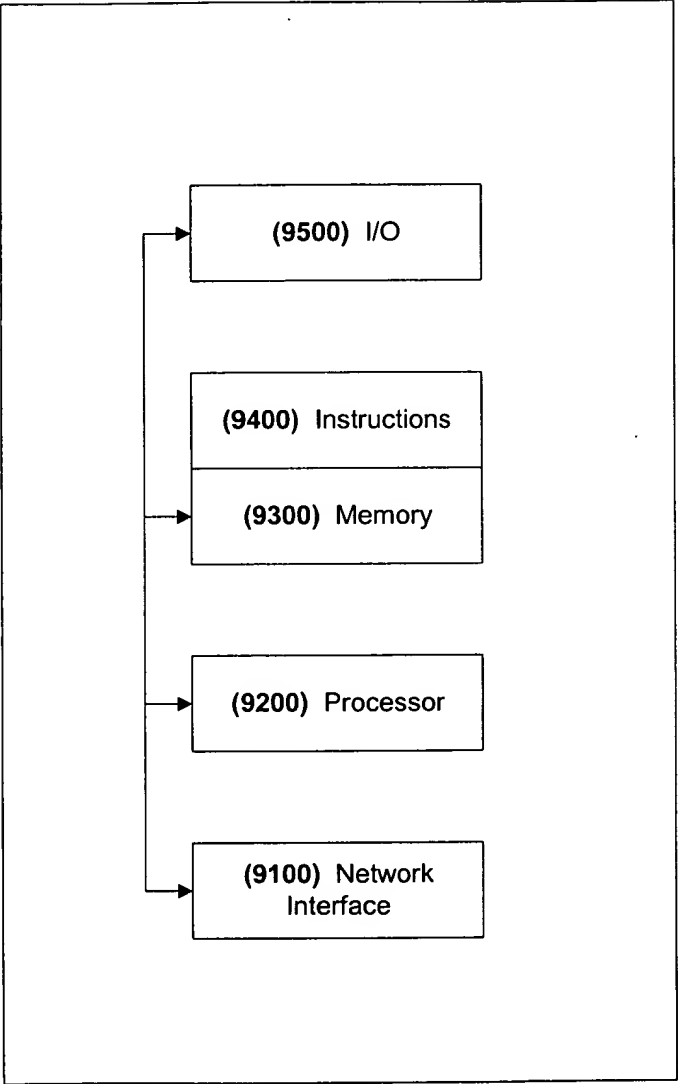 (9500) I/O
(9400) Instructions
(9300) Memory
(9200) Processor
(9100) Network
Interface